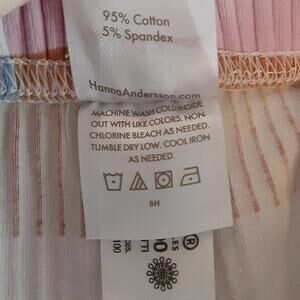 95% Cotton
5% Spandex
HannaAndersson.com
MACHINE WASH COLD INSIDE
OUT WITH LIKE COLORS. NON-
CHLORINE BLEACH AS NEEDED.
TUMBLE DRY LOW. COOL IRON
AS NEEDED.
BH
100